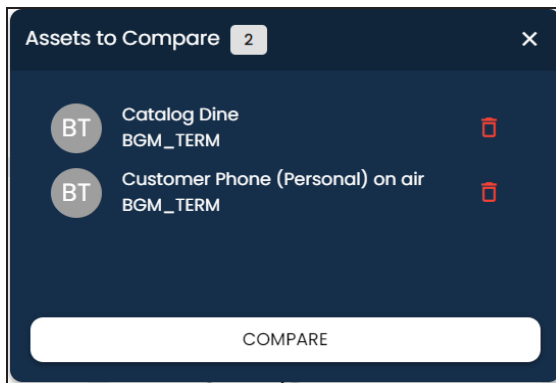 Assets to Compare 2
BT
Catalog Dine
BGM_TERM
BT
Customer Phone (Personal) on air
BGM_TERM
COMPARE